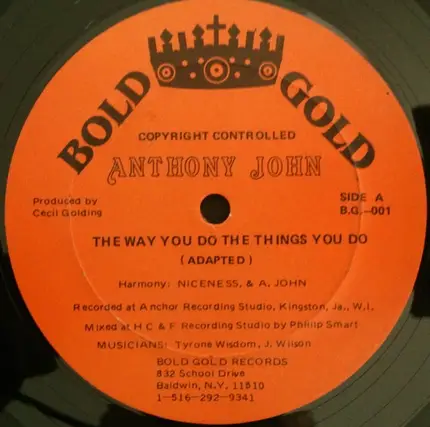 BOLD GOLD
COPYRIGHT CONTROLLED
ANTHONY JOHN
Produced by
Cecil Golding
SIDE A
B.G.-001
THE WAY YOU DO THE THINGS YOU DO
(ADAPTED)
Harmony: NICENESS, & A. JOHN
Recorded at Anchor Recording Studio, Kingston, Ja., W.I.
Mixed at H C & F Recording Studio by Philip Smart
MUSICIANS: Tyrone Wisdom, J. Wilson
BOLD GOLD RECORDS
832 School Drive
Baldwin, N.Y. 11810
1-516-292-9341